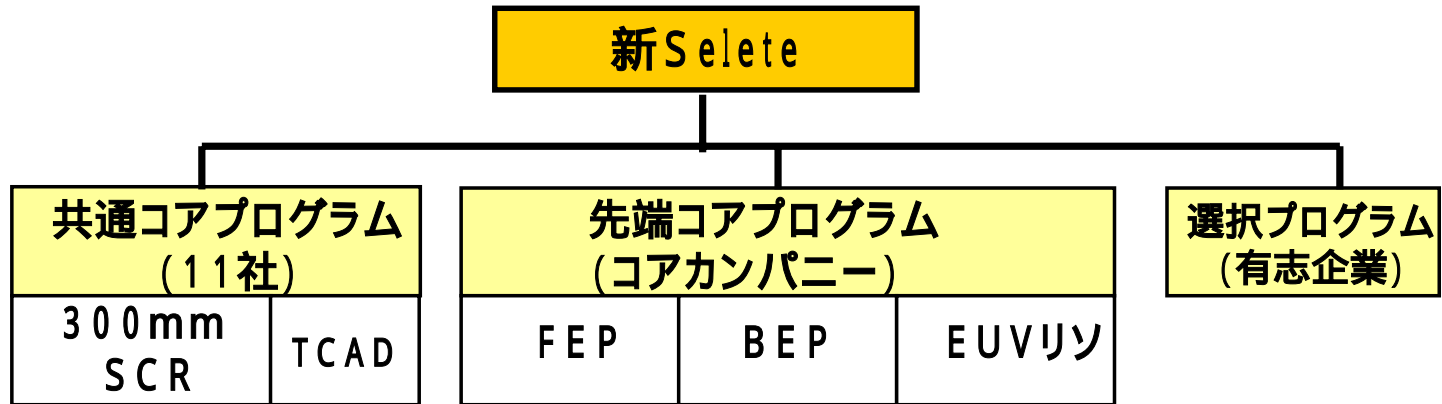 新Selete
共通コアプログラム
(11社)
300mm
SCR
TCAD
先端コアプログラム
(コアカンパニー)
FEP
BEP
EUVリソ
選択プログラム
(有志企業)